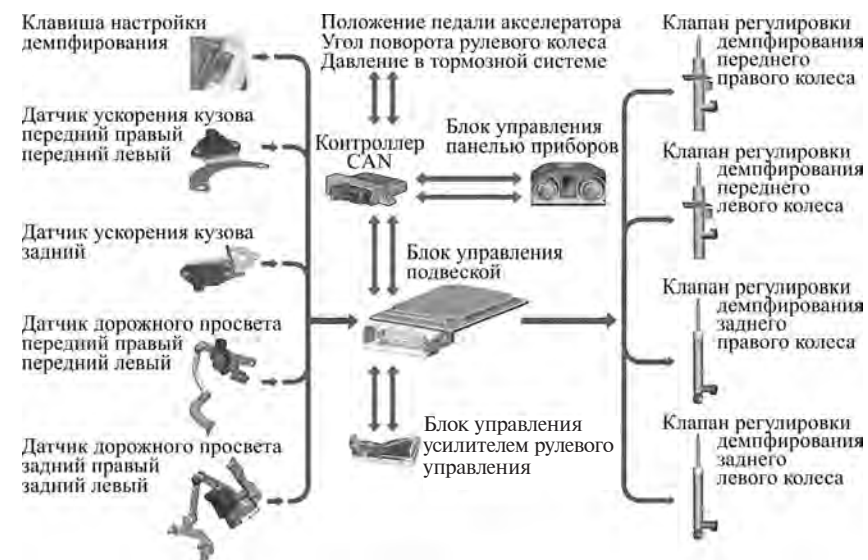 Клавиша настройки
демпфирования
Датчик ускорения кузова
передний правый
передний левый
Датчик ускорения кузова
задний
Датчик дорожного просвета
передний правый
передний левый
Датчик дорожного просвета
задний правый
задний левый
Положение педали акселератора
Угол поворота рулевого колеса
Давление в тормозной системе
Контроллер
CAN
Блок управления
панелью приборов
Блок управления
подвеской
Блок управления
усилителем рулевого
управления
Клапан регулировки
демпфирования
переднего
правого колеса
Клапан регулировки
демпфирования
переднего
левого колеса
Клапан регулировки
демпфирования
заднего
правого колеса
Клапан регулировки
демпфирования
заднего
левого колеса